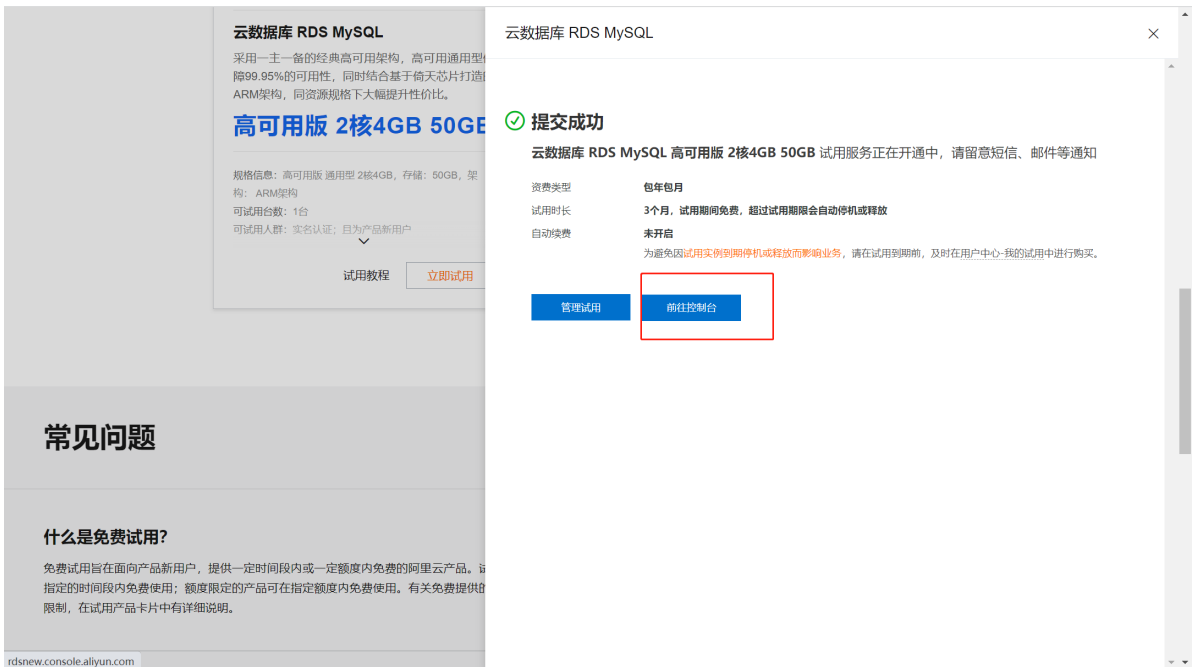 云数据库 RDS MySQL
采用一主一备的经典高可用架构，高可用通用型
障99.95%的可用性，同时结合基于倚天芯片打造
ARM架构，同资源规格下大幅提升性价比。
高可用版 2核4GB 50GB
规格信息：高可用版 通用型 2核4GB，存储：50GB，架
构： ARM架构
可试用台数：1台
可试用人群：实名认证；且为产品新用户
试用教程
立即试用
常见问题
什么是免费试用?
免费试用旨在面向产品新用户，提供一定时间段内或一定额度内免费的阿里云产品。
指定的时间段内免费使用；额度限定的产品可在指定额度内免费使用。有关免费提供的
限制，在试用产品卡片中有详细说明。
rdsnew.console.aliyun.com
云数据库 RDS MySQL
提交成功
云数据库 RDS MySQL 高可用版 2核4GB 50GB 试用服务正在开通中，请留意短信、邮件等通知
资费类型 包年包月
试用时长 3个月，试用期间免费，超过试用期限会自动停机或释放
自动续费 未开启
为避免因试用实例到期停机或释放而影响业务，请在试用到期前，及时在用户中心-我的试用中进行购买。
管理试用
前往控制台